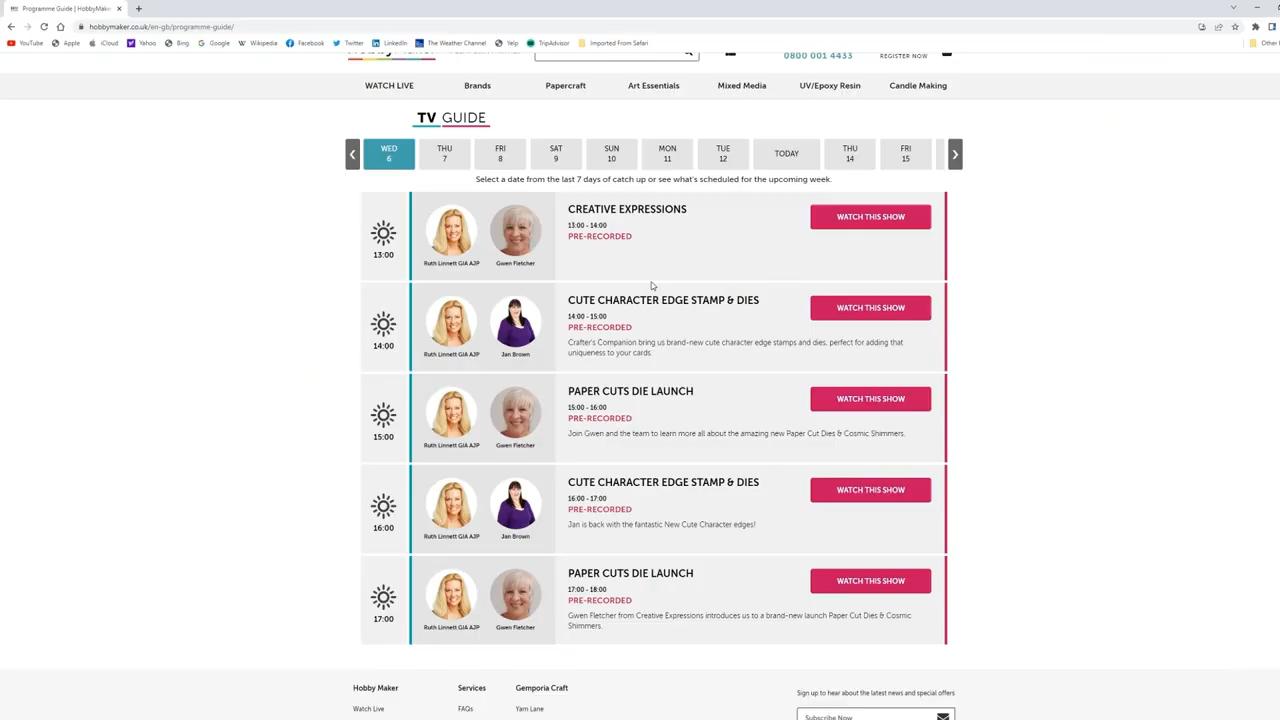 Programme Guide | HobbyMaker
hobbymaker.co.uk/en-gb/programme-guide/
YouTube Apple iCloud Yahoo Bing Google Wikipedia Facebook Twitter LinkedIn The Weather Channel Yelp TripAdvisor Imported From Safari Other
0800 001 4433 REGISTER NOW
WATCH LIVE Brands Papercraft Art Essentials Mixed Media UV/Epoxy Resin Candle Making
TV GUIDE
WED THU FRI SAT SUN MON TUE TODAY THU FRI
6 7 8 9 10 11 12 14 15
Select a date from the last 7 days of catch up or see what's scheduled for the upcoming week.
13:00
Ruth Linnett GIA AJP Gwen Fletcher
CREATIVE EXPRESSIONS
13:00 - 14:00
PRE-RECORDED
WATCH THIS SHOW
14:00
Ruth Linnett GIA AJP Jan Brown
CUTE CHARACTER EDGE STAMP & DIES
14:00 - 15:00
PRE-RECORDED
Crafter's Companion bring us brand-new cute character edge stamps and dies, perfect for adding that
uniqueness to your cards.
WATCH THIS SHOW
15:00
Ruth Linnett GIA AJP Gwen Fletcher
PAPER CUTS DIE LAUNCH
15:00 - 16:00
PRE-RECORDED
Join Gwen and the team to learn more all about the amazing new Paper Cut Dies & Cosmic Shimmers.
WATCH THIS SHOW
16:00
Ruth Linnett GIA AJP Jan Brown
CUTE CHARACTER EDGE STAMP & DIES
16:00 - 17:00
PRE-RECORDED
Jan is back with the fantastic New Cute Character edges!
WATCH THIS SHOW
17:00
Ruth Linnett GIA AJP Gwen Fletcher
PAPER CUTS DIE LAUNCH
17:00 - 18:00
PRE-RECORDED
Gwen Fletcher from Creative Expressions introduces us to a brand-new launch Paper Cut Dies & Cosmic
Shimmers.
WATCH THIS SHOW
Hobby Maker Services Gemporia Craft
Sign up to hear about the latest news and special offers
Watch Live FAQs Yarn Lane
Subscribe Now